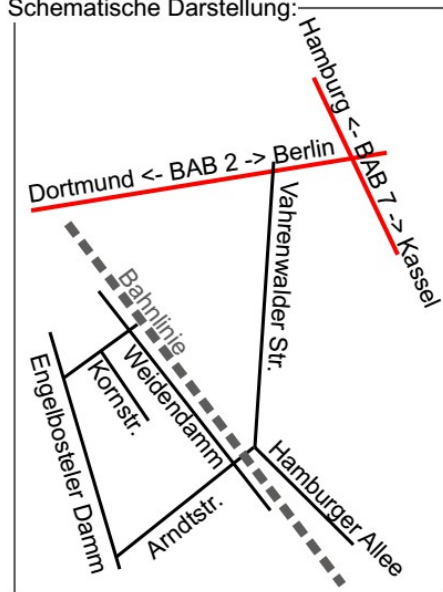 Schematische Darstellung:
Hamburg <- BAB 7 -> Kassel
Dortmund <- BAB 2 -> Berlin
Vahrenwalder Str.
Bahnlinie
Weidendamm
Kornstr.
Engelbosteler Damm
Arndtstr.
Hamburger Allee